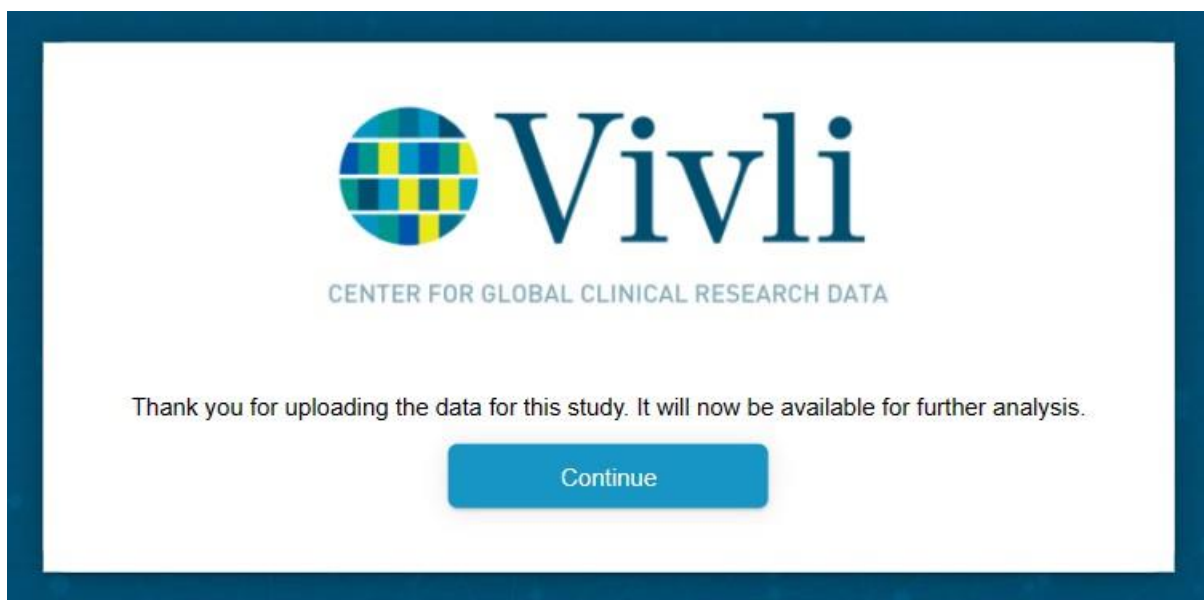 Vivli
CENTER FOR GLOBAL CLINICAL RESEARCH DATA
Thank you for uploading the data for this study. It will now be available for further analysis.
Continue